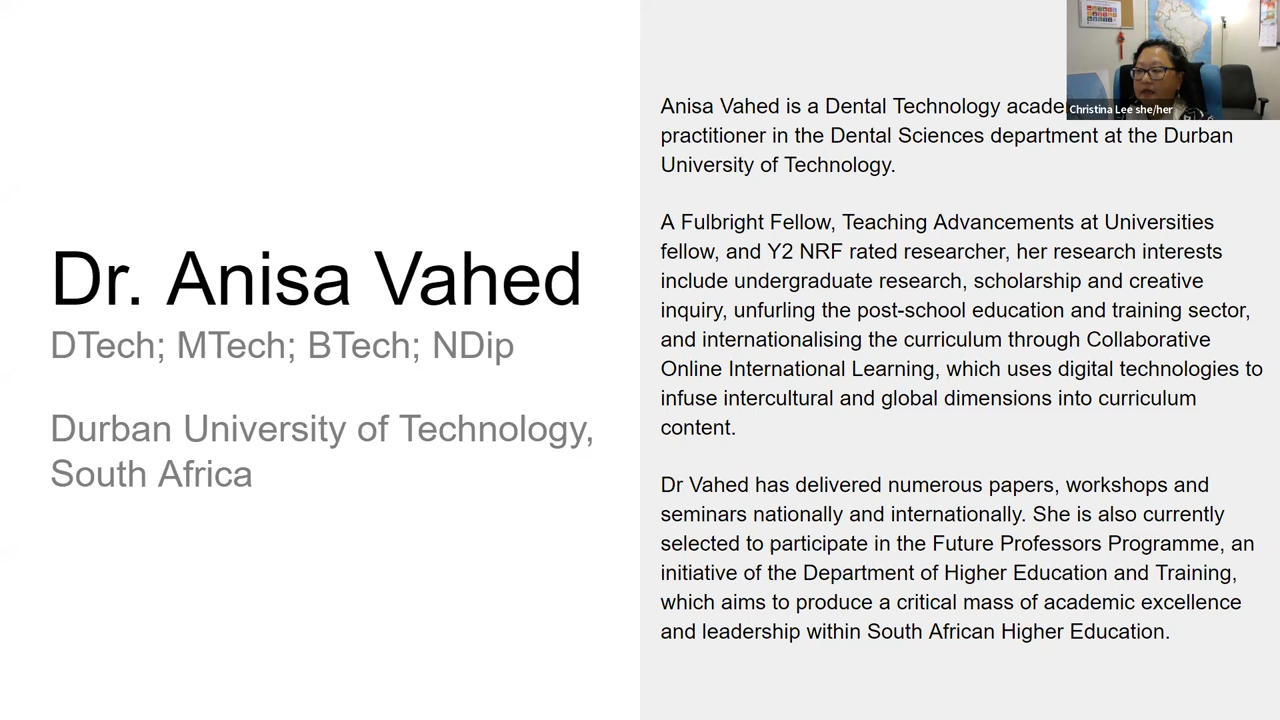 Dr. Anisa Vahed
DTech; MTech; BTech; NDip
Durban University of Technology,
South Africa
Anisa Vahed is a Dental Technology
practitioner in the Dental Sciences department at the Durban
University of Technology.
A Fulbright Fellow, Teaching Advancements at Universities
fellow, and Y2 NRF rated researcher, her research interests
include undergraduate research, scholarship and creative
inquiry, unfurling the post-school education and training sector,
and internationalising the curriculum through Collaborative
Online International Learning, which uses digital technologies to
infuse intercultural and global dimensions into curriculum
content.
Dr Vahed has delivered numerous papers, workshops and
seminars nationally and internationally. She is also currently
selected to participate in the Future Professors Programme, an
initiative of the Department of Higher Education and Training,
which aims to produce a critical mass of academic excellence
and leadership within South African Higher Education.
Christina Lee she/her